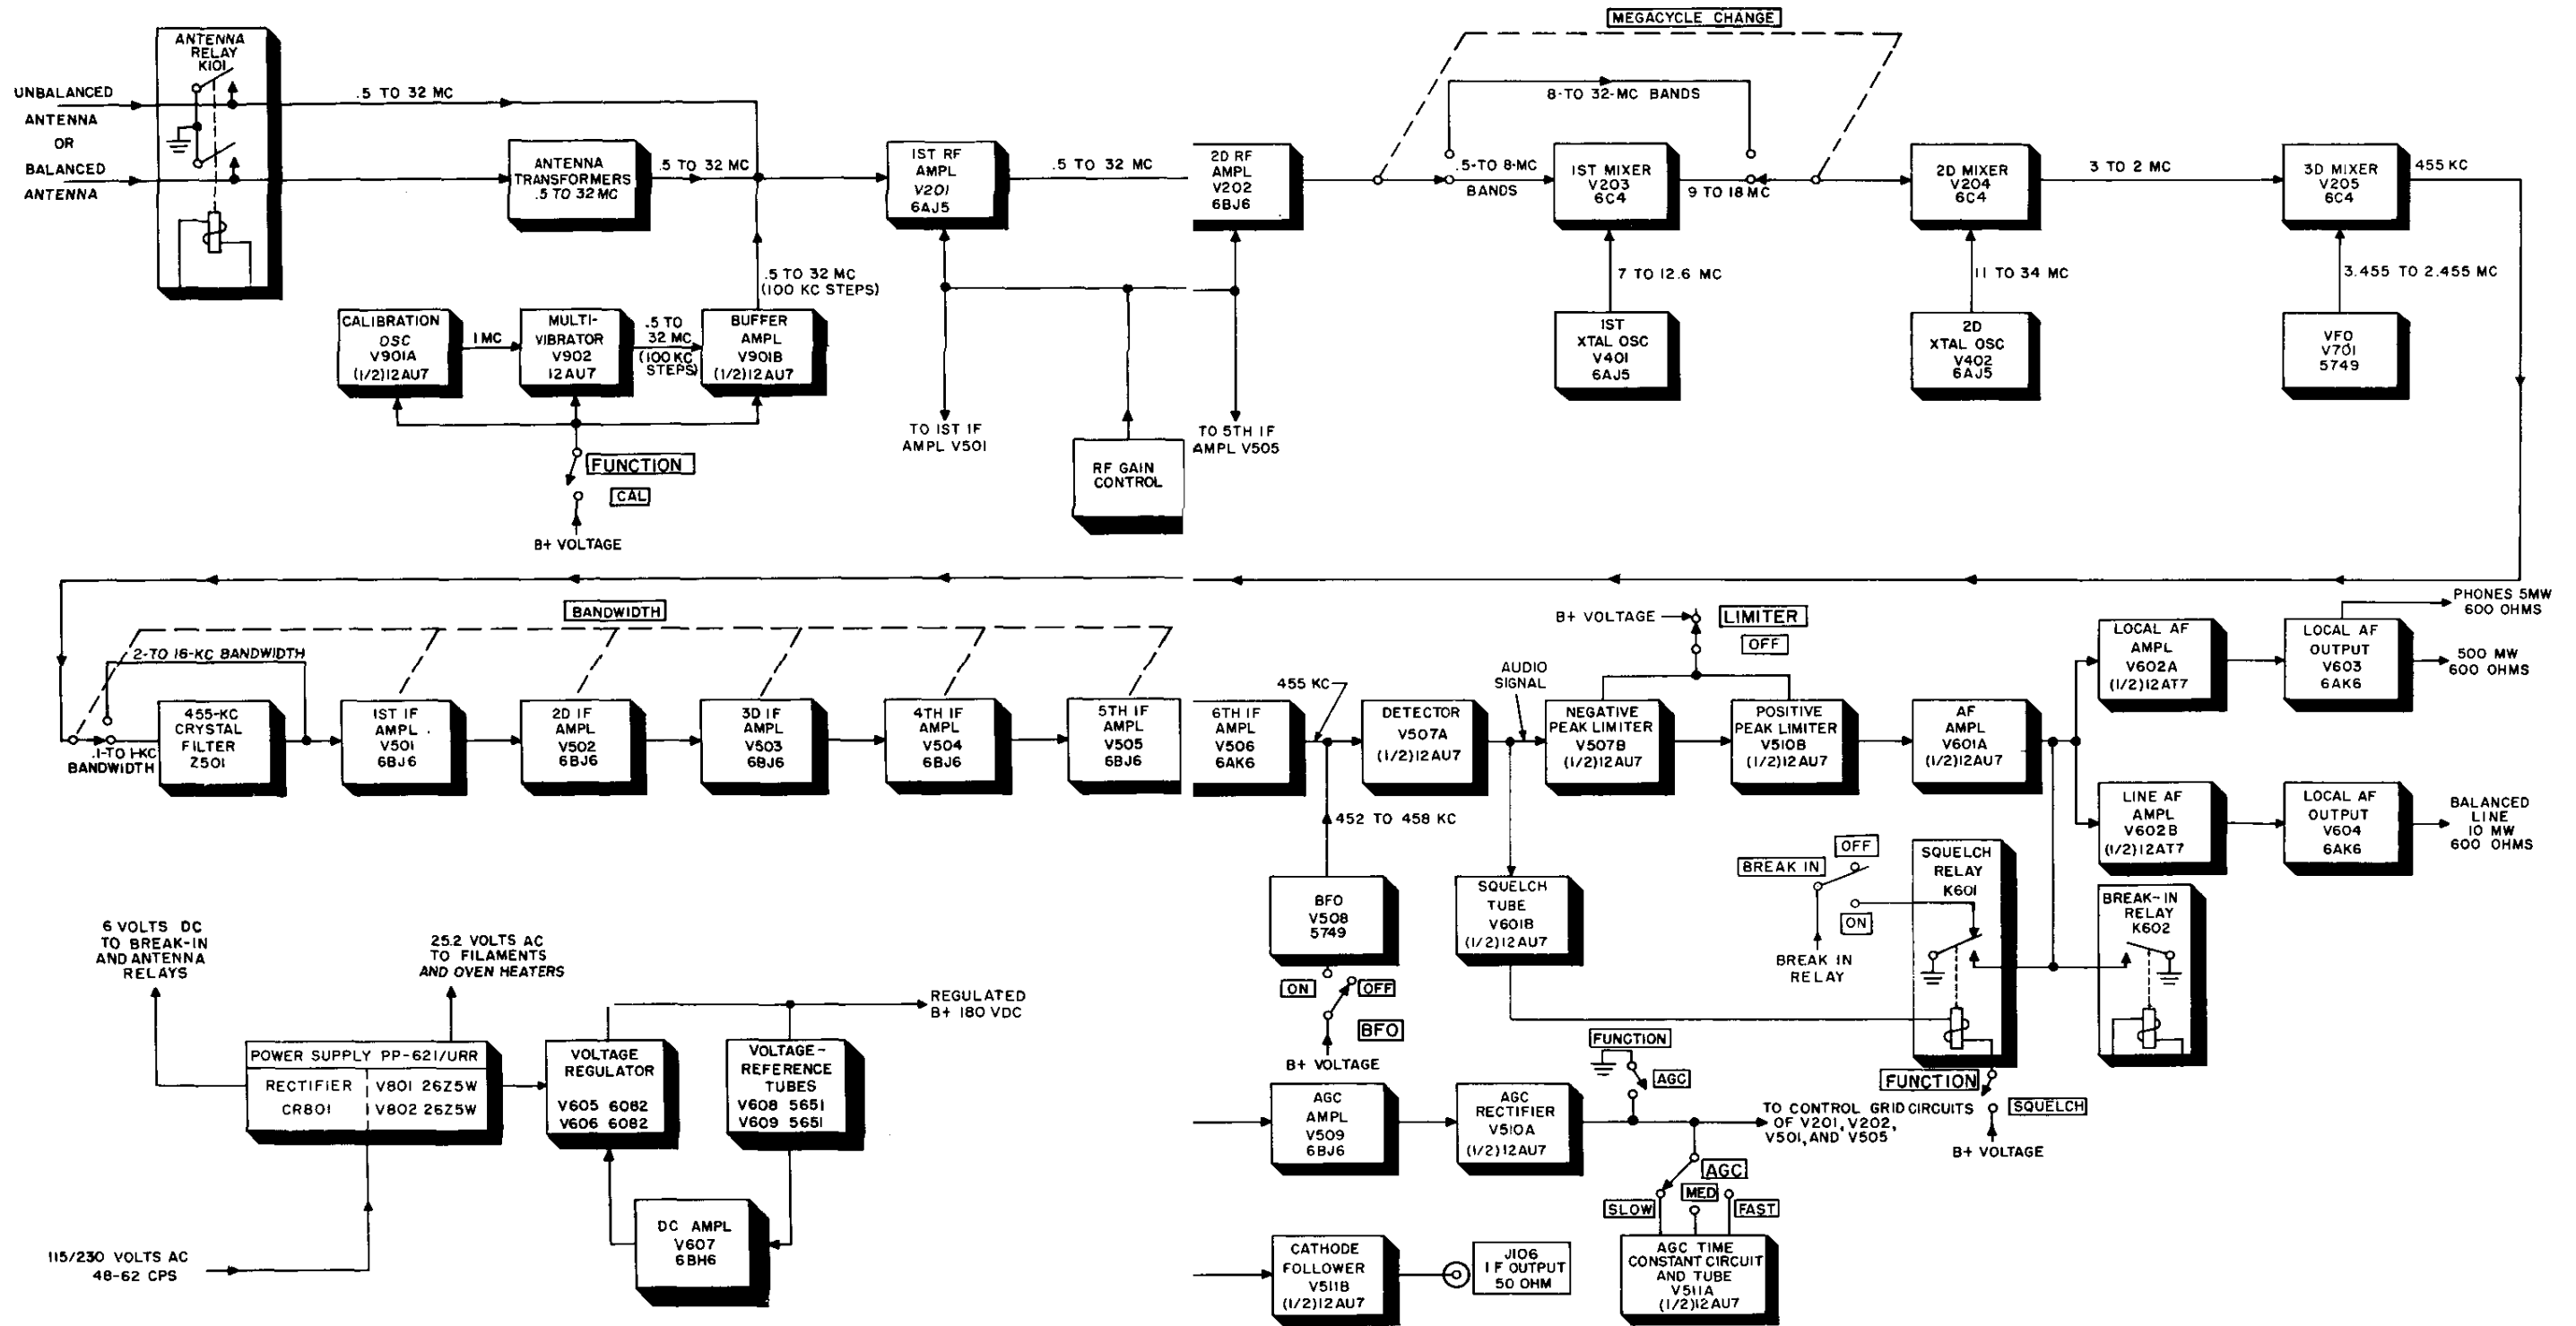 MEGACYCLE CHANGE
ANTENNA
RELAY
K101
UNBALANCED
ANTENNA
OR
BALANCED
ANTENNA
.5 TO 32 MC
ANTENNA
TRANSFORMERS
.5 TO 32 MC
.5 TO 32 MC
1ST RF
AMPL
V201
6AJ5
.5 TO 32 MC
2D RF
AMPL
V202
6BJ6
8-TO 32-MC BANDS
.5-TO 8-MC
BANDS
1ST MIXER
V203
6C4
9 TO 18 MC
2D MIXER
V204
6C4
3 TO 2 MC
3D MIXER
V205
6C4
455 KC
.5 TO 32 MC
(100 KC STEPS)
7 TO 12.6 MC
11 TO 34 MC
3.455 TO 2.455 MC
CALIBRATION
OSC
V901A
(1/2)12AU7
1 MC
MULTI-
VIBRATOR
V902
12AU7
.5 TO
32 MC
(100 KC
STEPS)
BUFFER
AMPL
V901B
(1/2)12AU7
1ST
XTAL OSC
V401
6AJ5
2D
XTAL OSC
V402
6AJ5
VFO
V701
5749
TO 1ST IF
AMPL V501
TO 5TH IF
AMPL V505
RF GAIN
CONTROL
FUNCTION
CAL
B+ VOLTAGE
BANDWIDTH
2-TO 16-KC BANDWIDTH
.1-TO 1-KC
BANDWIDTH
455-KC
CRYSTAL
FILTER
Z501
1ST IF
AMPL
V501
6BJ6
2D IF
AMPL
V502
6BJ6
3D IF
AMPL
V503
6BJ6
4TH IF
AMPL
V504
6BJ6
5TH IF
AMPL
V505
6BJ6
6TH IF
AMPL
V506
6AK6
455 KC
DETECTOR
V507A
(1/2)12AU7
AUDIO
SIGNAL
B+ VOLTAGE
LIMITER
OFF
NEGATIVE
PEAK LIMITER
V507B
(1/2)12AU7
POSITIVE
PEAK LIMITER
V510B
(1/2)12AU7
AF
AMPL
V601A
(1/2)12AU7
LOCAL AF
AMPL
V602A
(1/2)12AT7
LOCAL AF
OUTPUT
V603
6AK6
PHONES 5MW
600 OHMS
500 MW
600 OHMS
LINE AF
AMPL
V602B
(1/2)12AT7
LOCAL AF
OUTPUT
V604
6AK6
BALANCED
LINE
10 MW
600 OHMS
452 TO 458 KC
BFO
V508
5749
ON
OFF
BFO
B+ VOLTAGE
SQUELCH
TUBE
V601B
(1/2)12AU7
BREAK IN
OFF
ON
BREAK IN
RELAY
SQUELCH
RELAY
K601
BREAK-IN
RELAY
K602
FUNCTION
SQUELCH
B+ VOLTAGE
6 VOLTS DC
TO BREAK-IN
AND ANTENNA
RELAYS
25.2 VOLTS AC
TO FILAMENTS
AND OVEN HEATERS
REGULATED
B+ 180 VDC
POWER SUPPLY PP-621/URR
RECTIFIER
CR801
V801 26Z5W
V802 26Z5W
VOLTAGE
REGULATOR
V605 6082
V606 6082
VOLTAGE-
REFERENCE
TUBES
V608 5651
V609 5651
DC AMPL
V607
6BH6
115/230 VOLTS AC
48-62 CPS
AGC
AMPL
V509
6BJ6
AGC
RECTIFIER
V510A
(1/2)12AU7
FUNCTION
AGC
TO CONTROL GRID CIRCUITS
OF V201, V202,
V501, AND V505
AGC
SLOW
MED
FAST
AGC TIME
CONSTANT CIRCUIT
AND TUBE
V511A
(1/2)12AU7
CATHODE
FOLLOWER
V511B
(1/2)12AU7
J106
IF OUTPUT
50 OHM